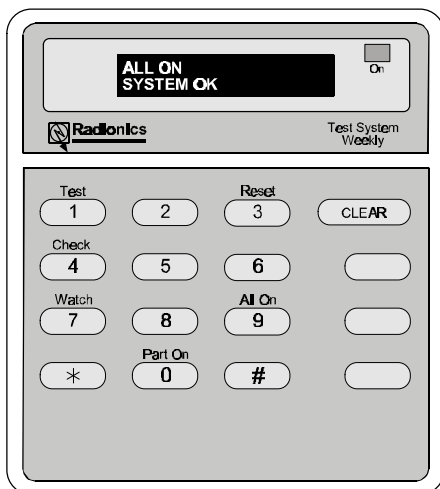 ALL ON
SYSTEM OK
On
Radionics
Test System
Weekly
Test
Reset
1
2
3
CLEAR
Check
4
5
6
Watch
All On
7
8
9
Part On
*
0
#